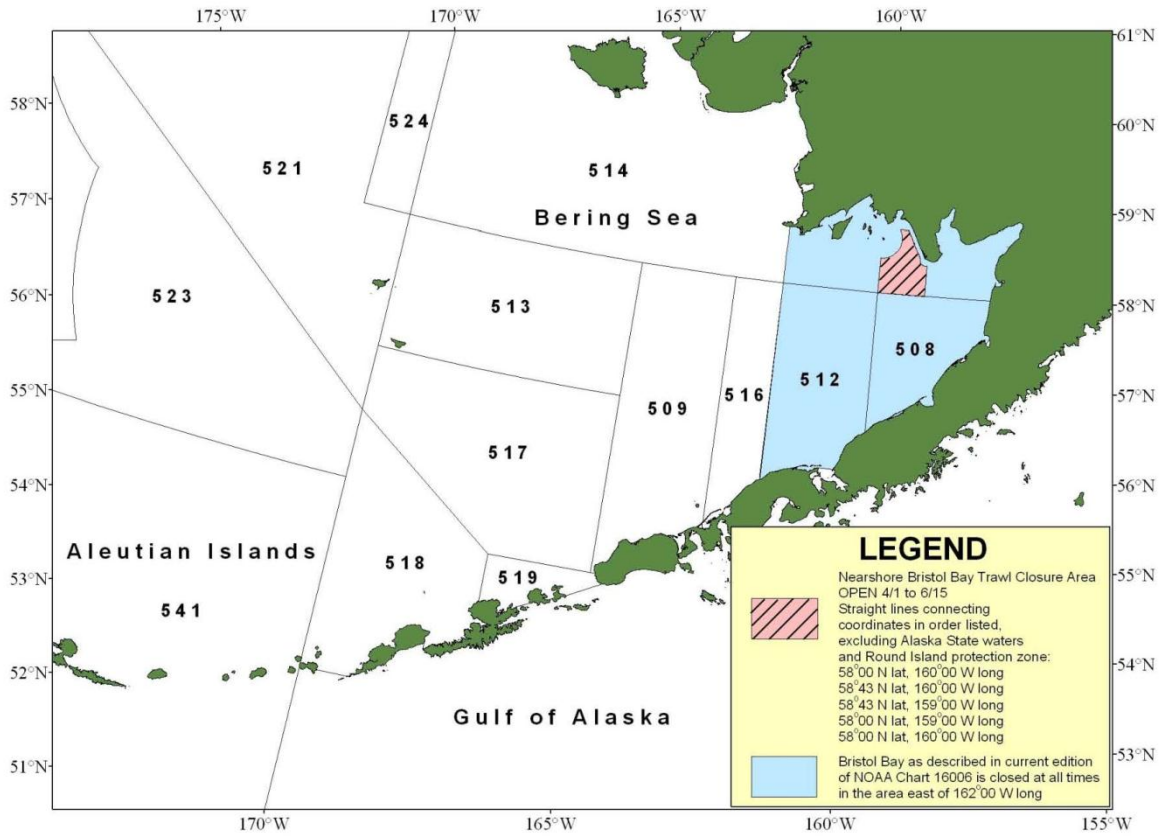 175°W 170°W 165°W 160°W
61°N
58°N
60°N
57°N
59°N
56°N
58°N
55°N
57°N
54°N
56°N
53°N
55°N
52°N
54°N
51°N
53°N
170°W 165°W 160°W 155°W
524
521
514
Bering Sea
523
513
508
512
516
509
517
Aleutian Islands
518
519
541
Gulf of Alaska
LEGEND
Nearshore Bristol Bay Trawl Closure Area
OPEN 4/1 to 6/15
Straight lines connecting
coordinates in order listed,
excluding Alaska State waters
and Round Island protection zone:
58°00 N lat, 160°00 W long
58°43 N lat, 160°00 W long
58°43 N lat, 159°00 W long
58°00 N lat, 159°00 W long
58°00 N lat, 160°00 W long
Bristol Bay as described in current edition
of NOAA Chart 16006 is closed at all times
in the area east of 162°00 W long